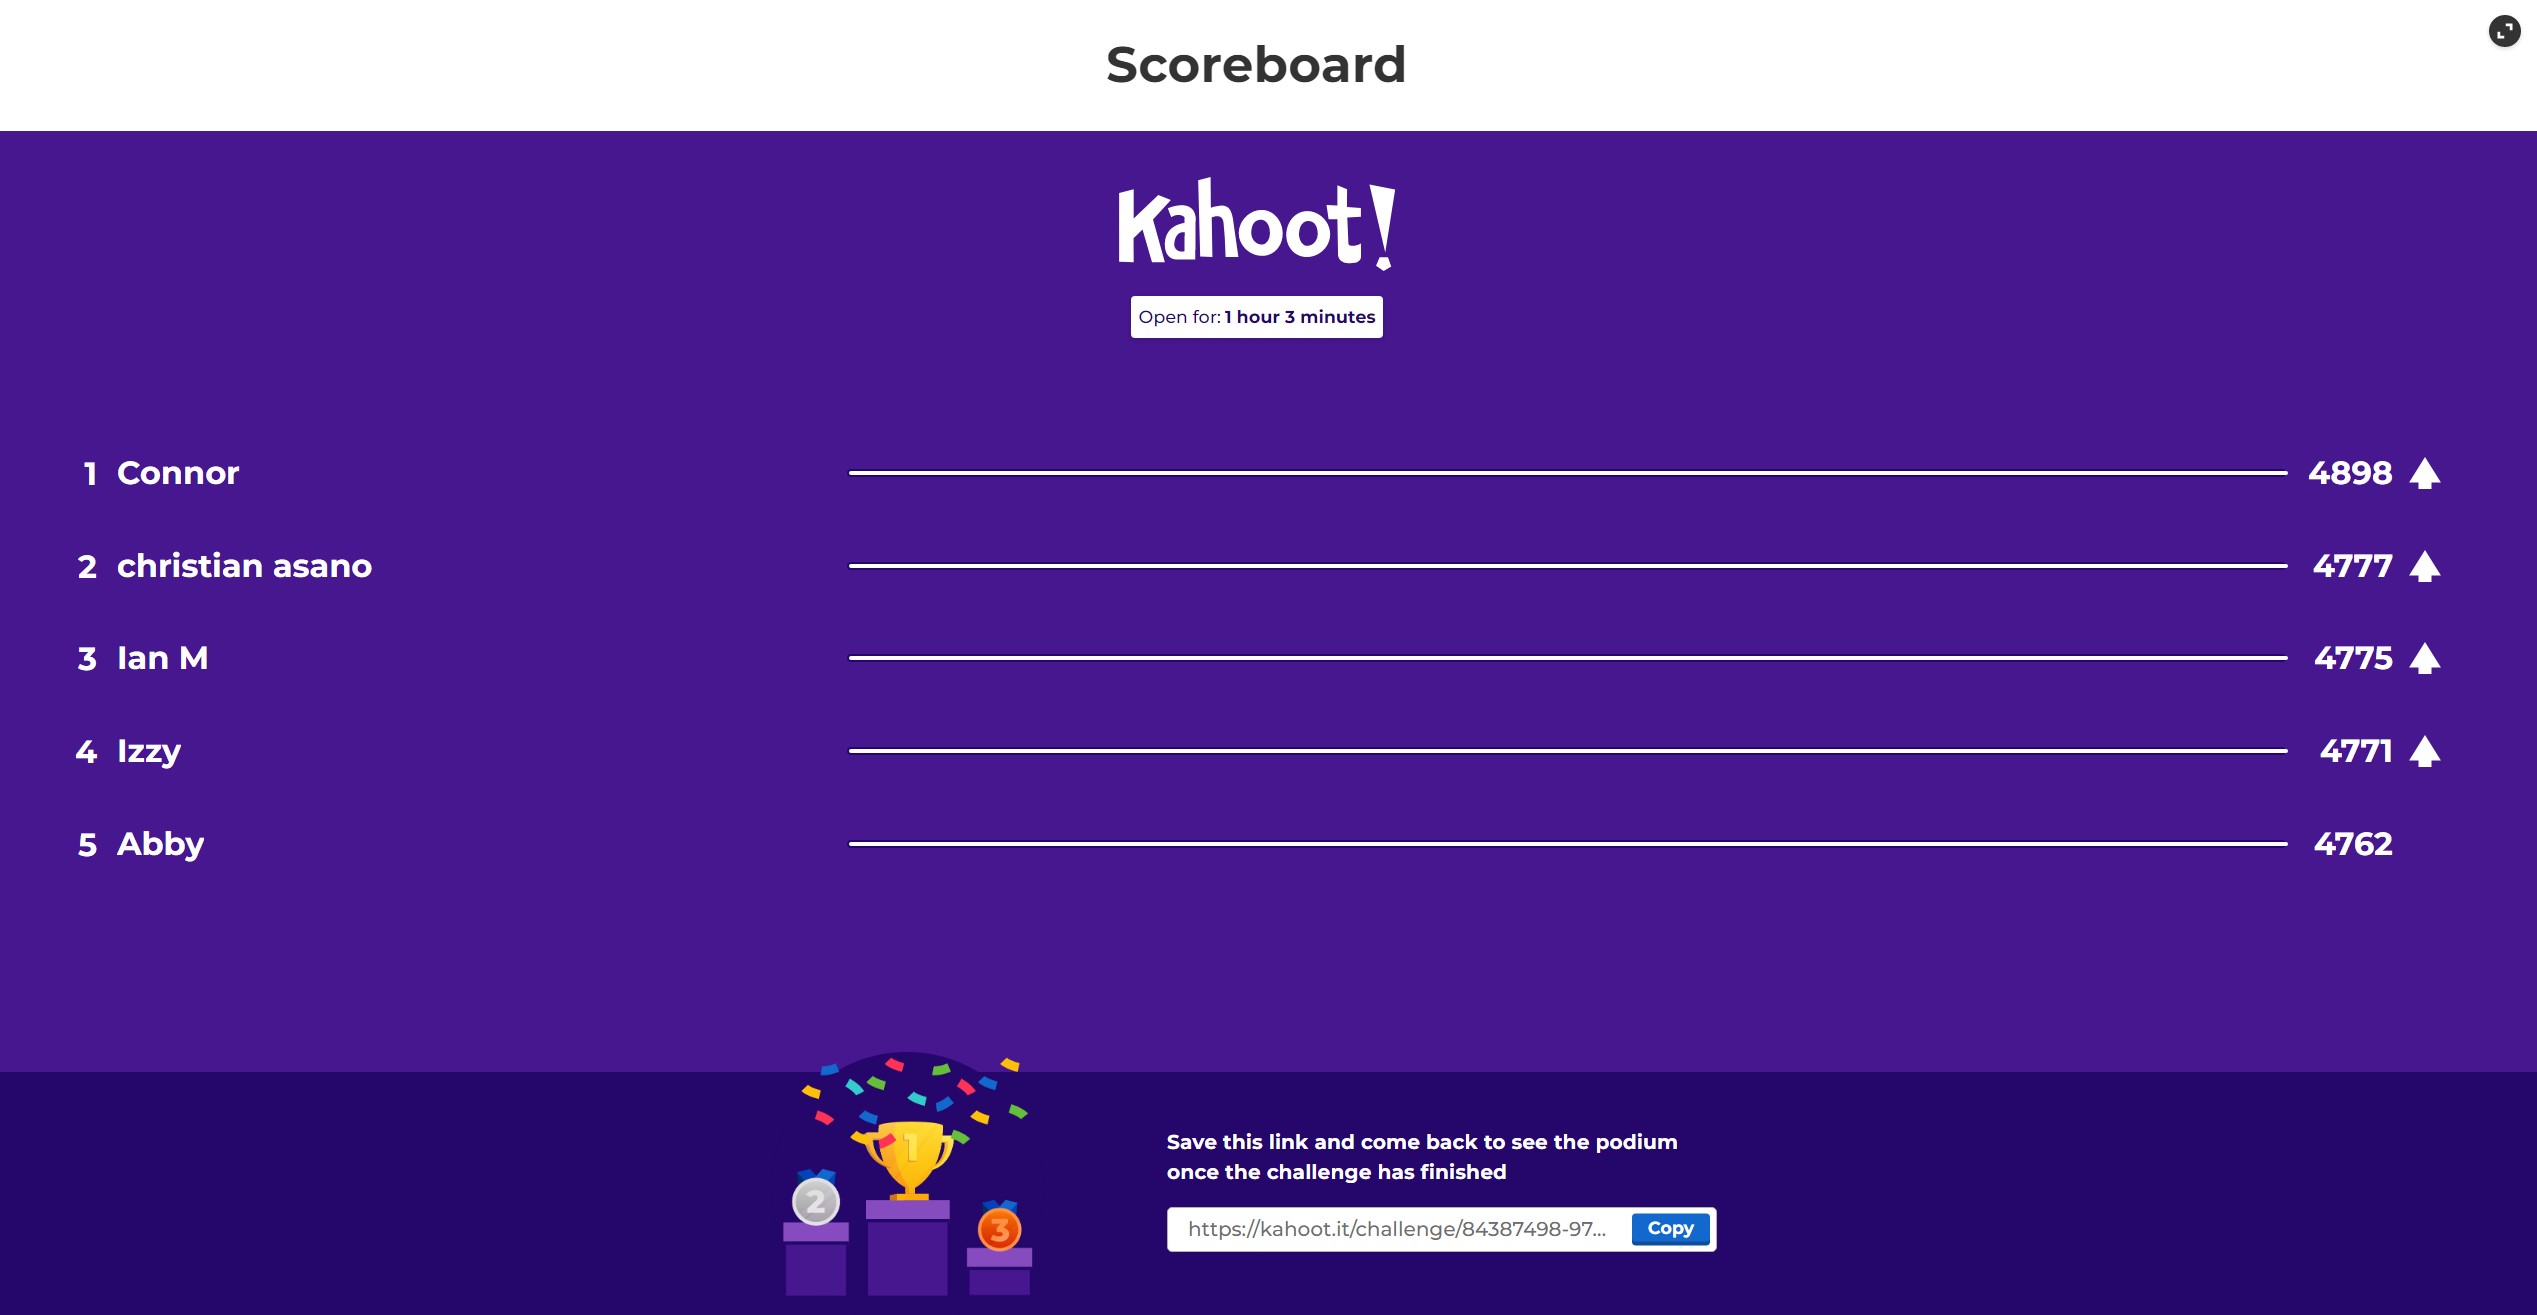 Scoreboard
Kahoot!
Open for: 1 hour 3 minutes
1 Connor 4898
2 christian asano 4777
3 Ian M 4775
4 Izzy 4771
5 Abby 4762
1
2
3
Save this link and come back to see the podium
once the challenge has finished
https://kahoot.it/challenge/84387498-97... Copy